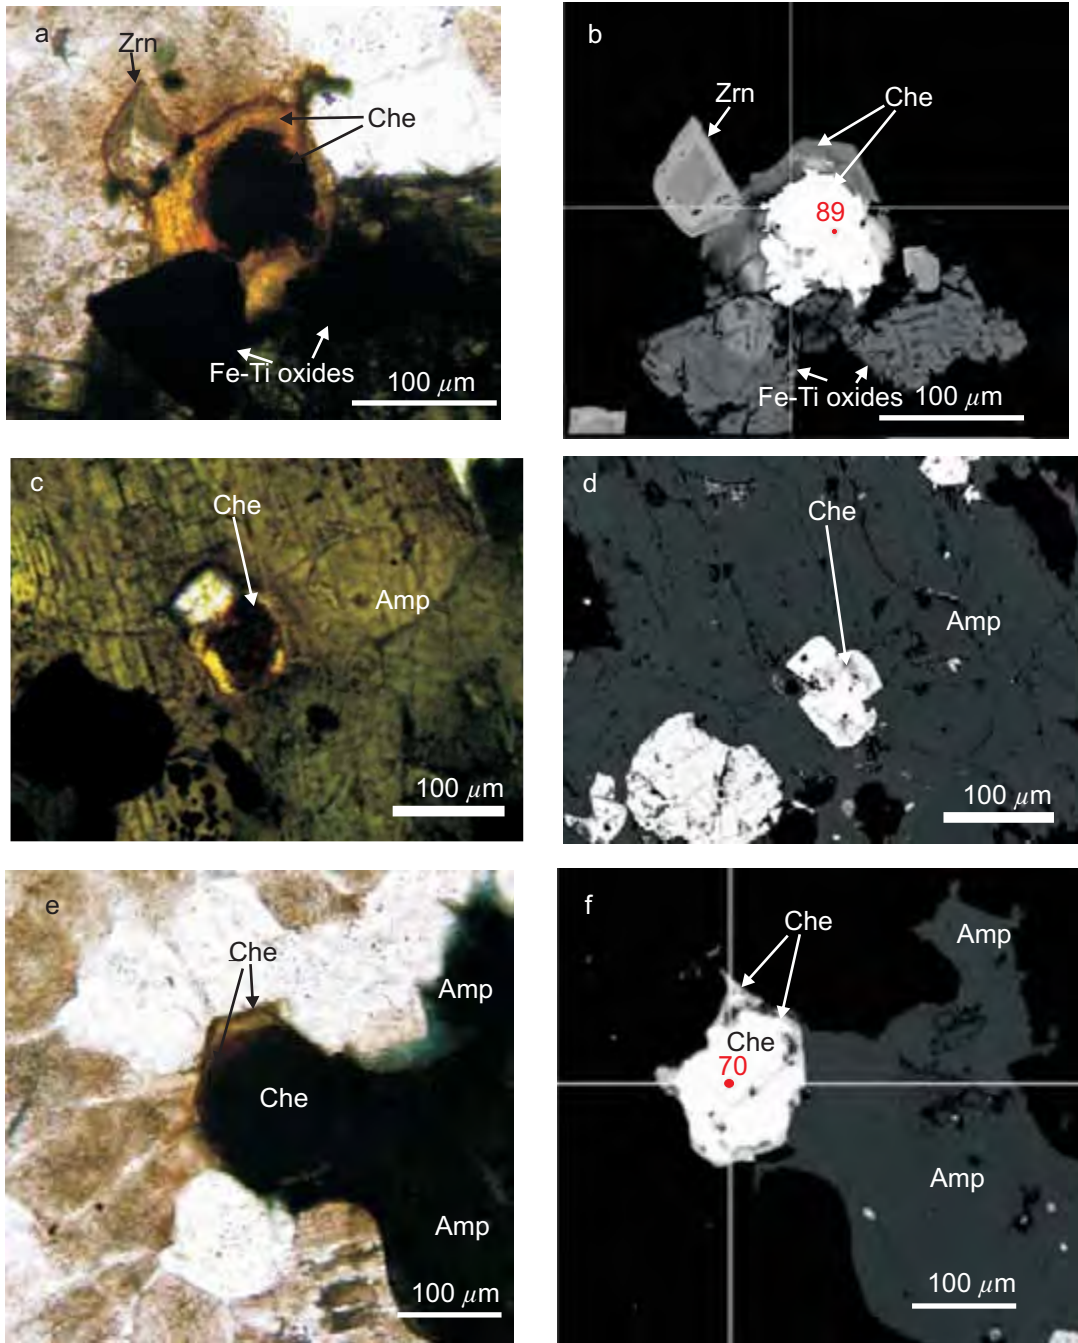 a
Zrn
Che
Fe-Ti oxides
100 μm
b
Zrn
Che
89
Fe-Ti oxides
100 μm
c
Che
Amp
100 μm
d
Che
Amp
100 μm
e
Che
Amp
Che
Amp
100 μm
f
Che
Amp
Che
70
Amp
100 μm